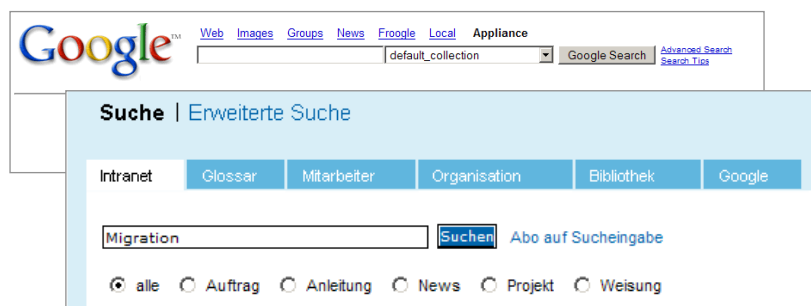 Google™ Web Images Groups News Froogle Local Appliance
default_collection Google Search Advanced Search
Search Tips
Suche | Erweiterte Suche
Intranet Glossar Mitarbeiter Organisation Bibliothek Google
Migration Suchen Abo auf Sucheingabe
alle Auftrag Anleitung News Projekt Weisung